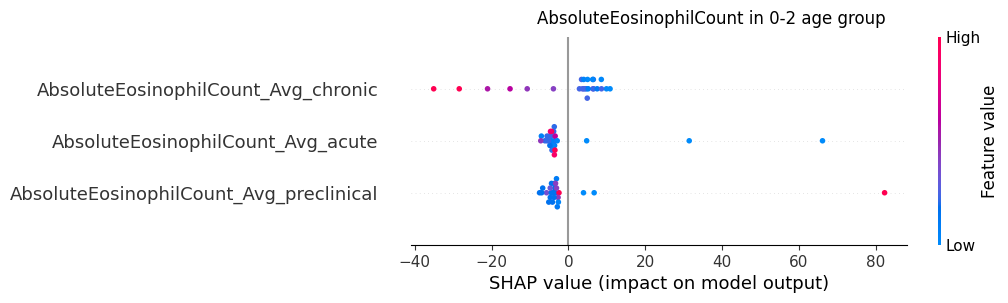 AbsoluteEosinophilCount in 0-2 age group
High
AbsoluteEosinophilCount_Avg_chronic
AbsoluteEosinophilCount_Avg_acute
AbsoluteEosinophilCount_Avg_preclinical
Feature value
Low
−40 −20 0 20 40 60 80
SHAP value (impact on model output)